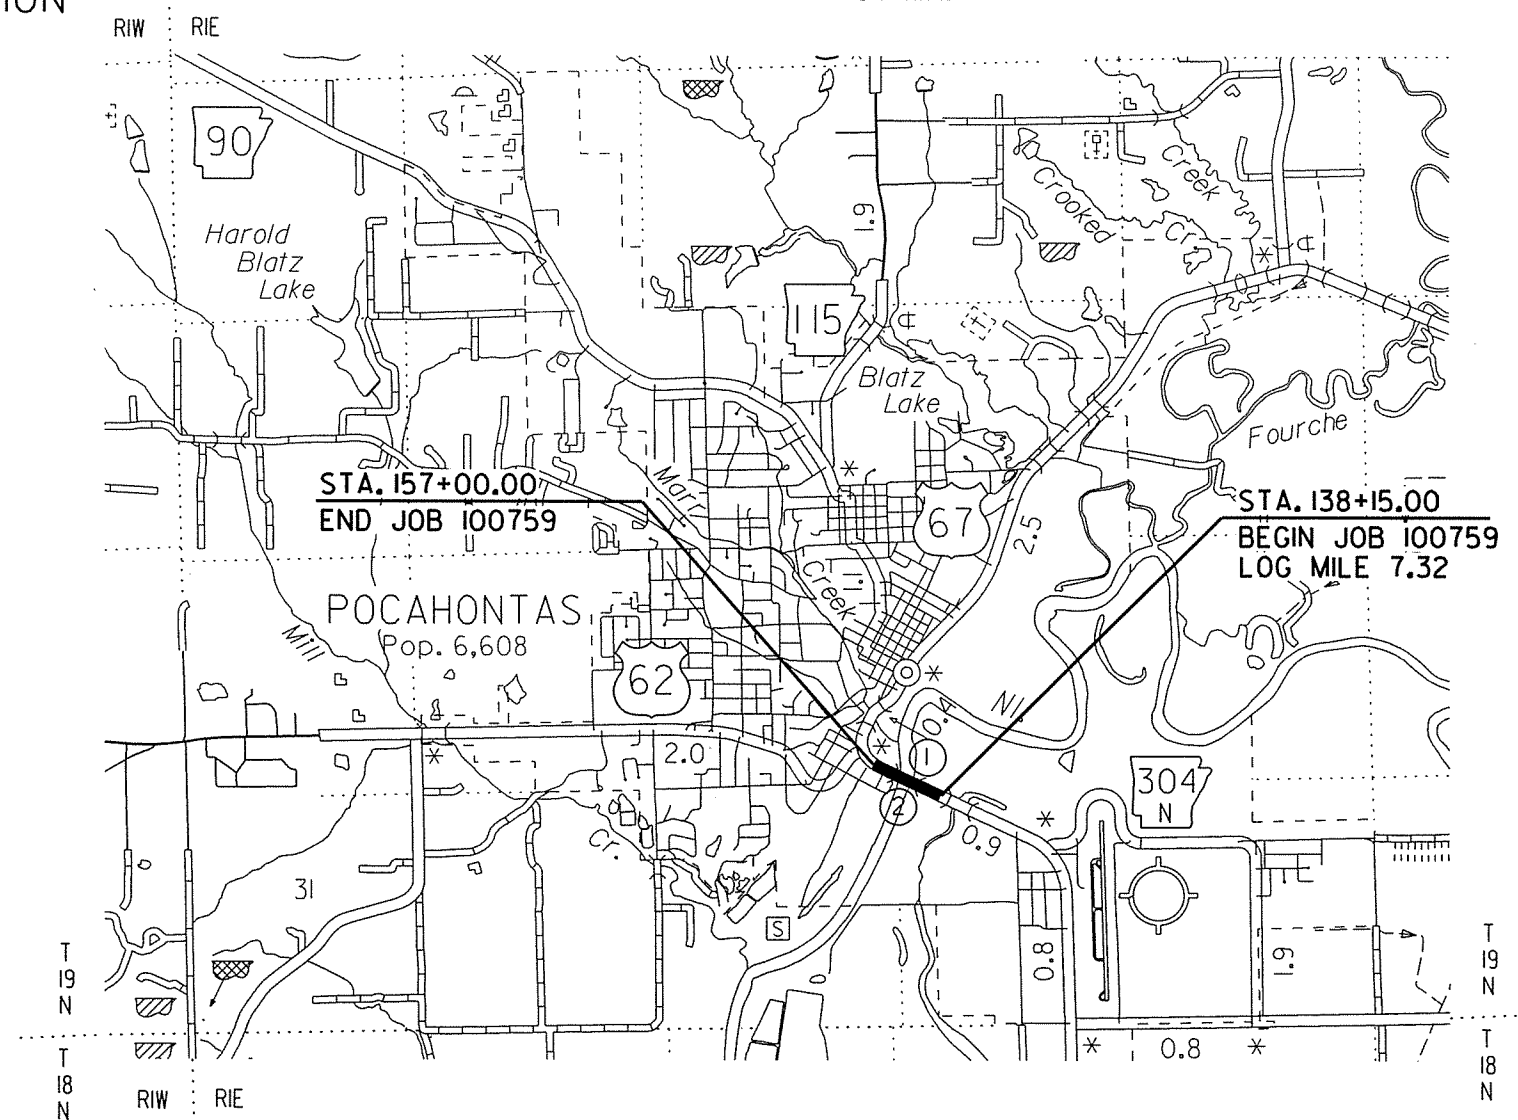 RIW
RIE
90
Harold
Blatz
Lake
1.9
Crooked
Creek
Cr.
115
Blatz
Lake
Fourche
Marr
Creek
STA. 157+00.00
END JOB 100759
67
2.5
STA. 138+15.00
BEGIN JOB 100759
LOG MILE 7.32
POCAHONTAS
Pop. 6,608
Mill
62
2.0
0.4
1
2
304
N
0.9
Cr.
31
S
0.8
1.9
T
19
N
T
19
N
0.8
T
18
N
T
18
N
RIW
RIE